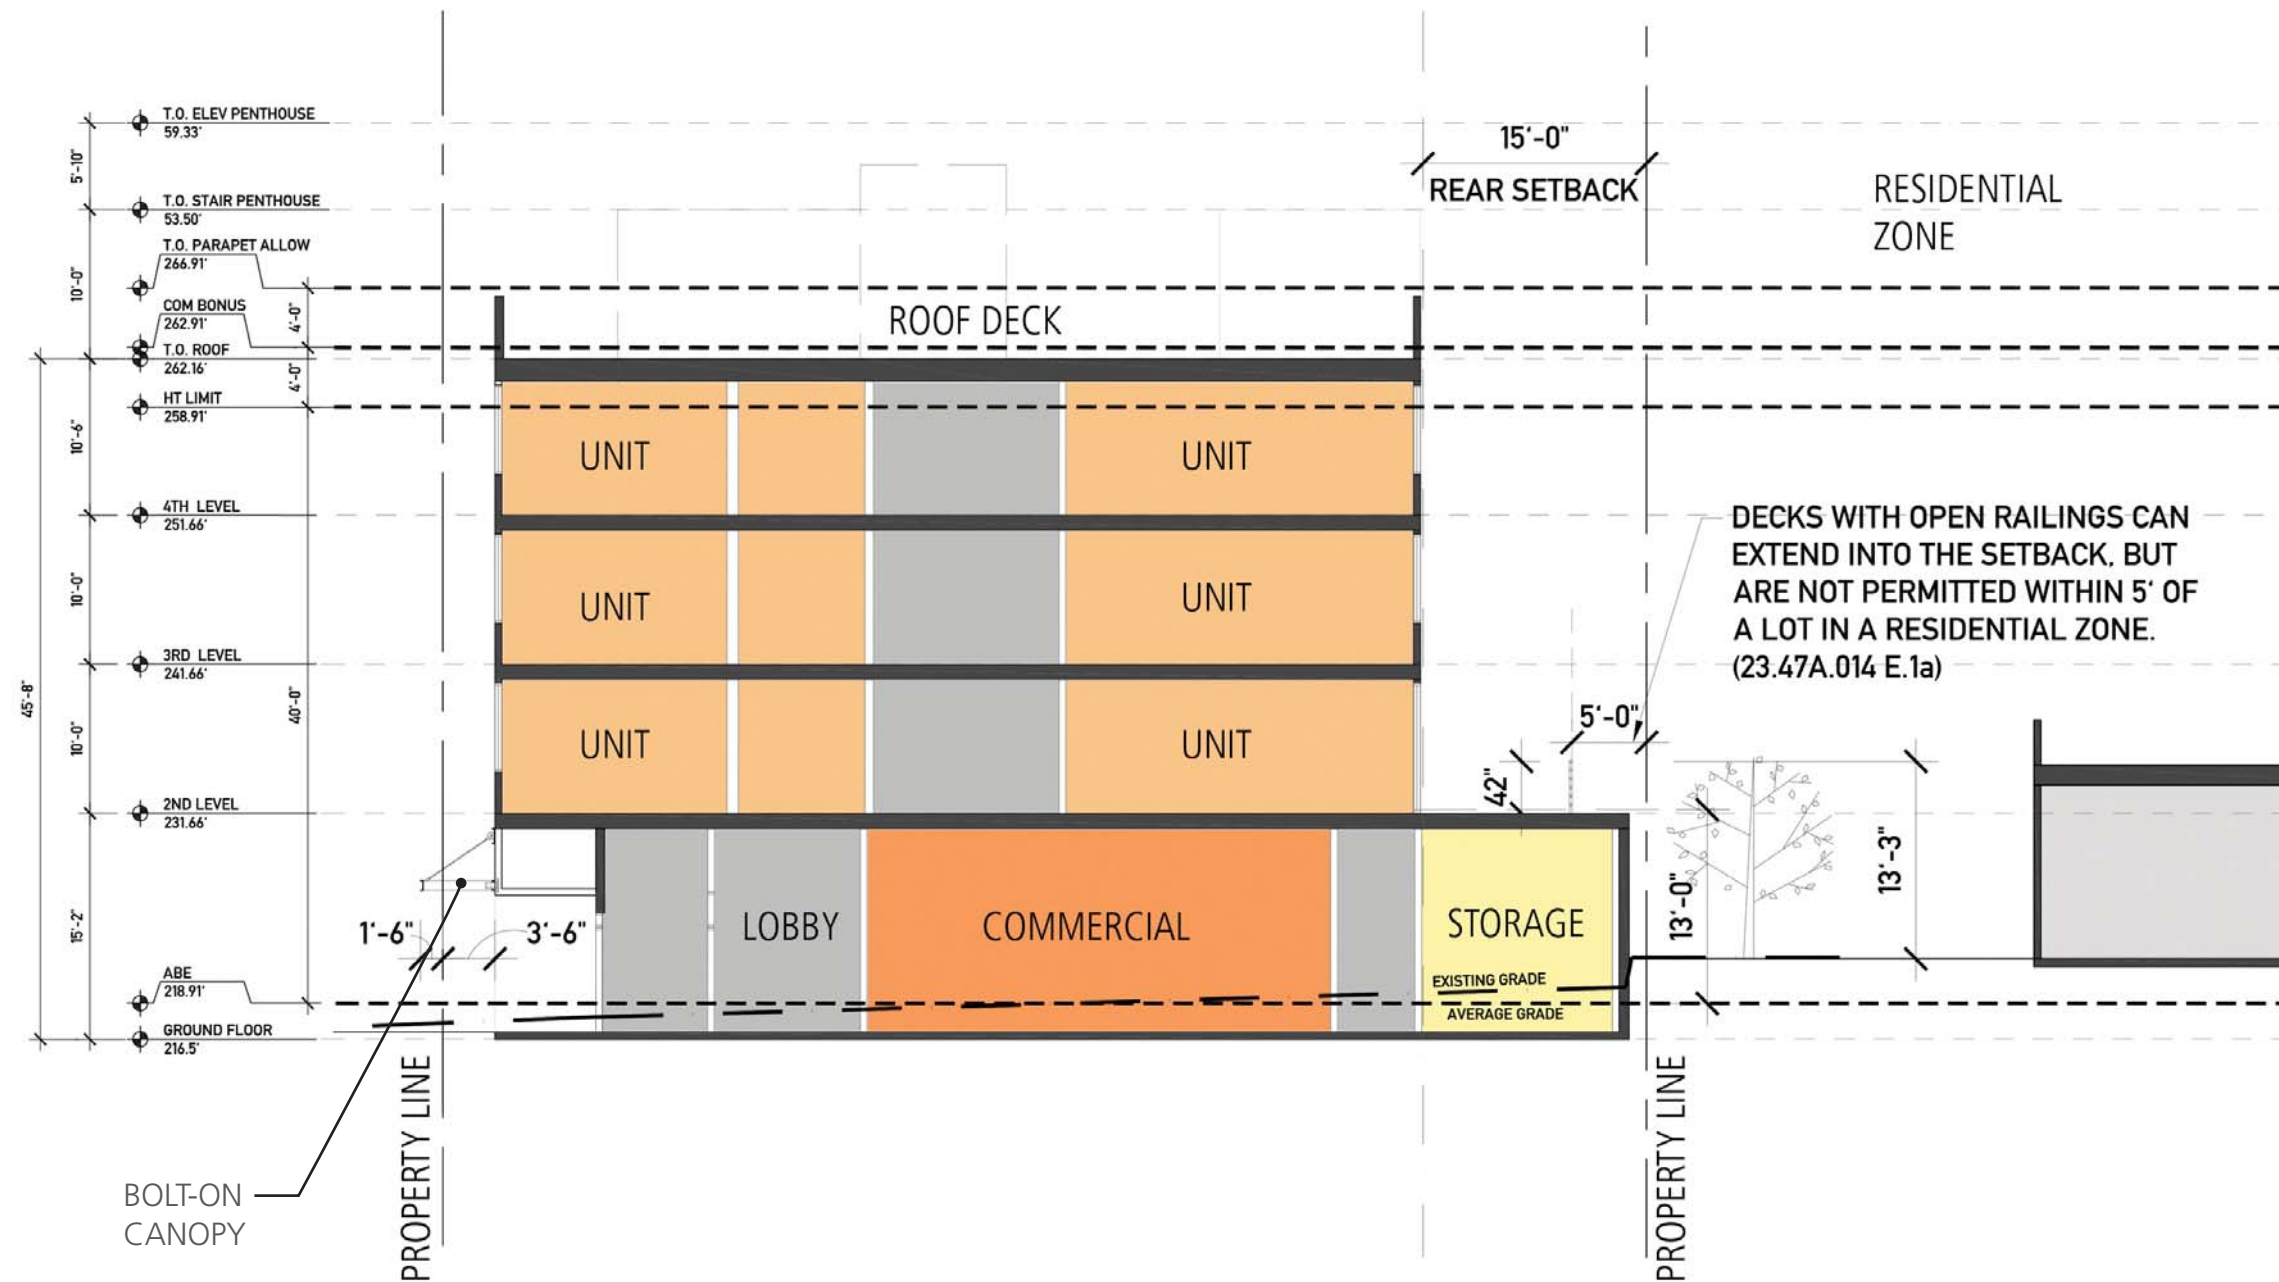 T.O. ELEV PENTHOUSE
59.33'
5'-10"
T.O. STAIR PENTHOUSE
53.50'
T.O. PARAPET ALLOW
266.91'
10'-0"
COM BONUS
262.91'
4'-0"
T.O. ROOF
262.16'
4'-0"
HT LIMIT
258.91'
10'-6"
4TH LEVEL
251.66'
10'-0"
3RD LEVEL
241.66'
45'-8"
40'-0"
10'-0"
2ND LEVEL
231.66'
15'-2"
ABE
218.91'
GROUND FLOOR
216.5'
15'-0"
REAR SETBACK
RESIDENTIAL
ZONE
ROOF DECK
UNIT
UNIT
UNIT
UNIT
UNIT
UNIT
DECKS WITH OPEN RAILINGS CAN
EXTEND INTO THE SETBACK, BUT
ARE NOT PERMITTED WITHIN 5' OF
A LOT IN A RESIDENTIAL ZONE.
(23.47A.014 E.1a)
5'-0"
42"
1'-6"
3'-6"
LOBBY
COMMERCIAL
STORAGE
13'-0"
13'-3"
EXISTING GRADE
AVERAGE GRADE
PROPERTY LINE
PROPERTY LINE
BOLT-ON
CANOPY